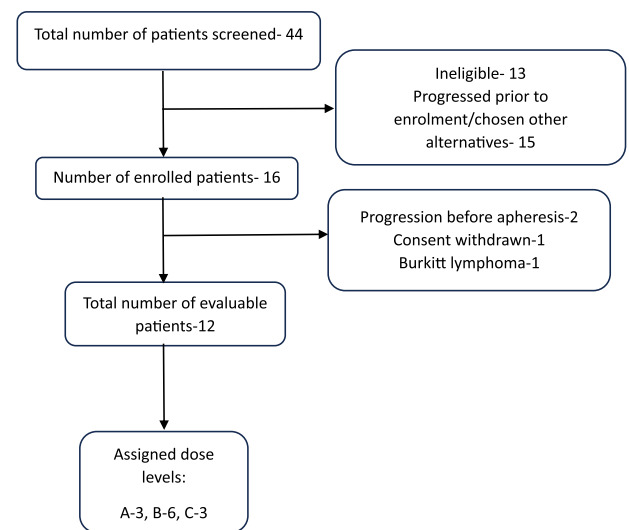 Total number of patients screened- 44
Ineligible- 13
Progressed prior to
enrolment/chosen other
alternatives- 15
Number of enrolled patients- 16
Progression before apheresis-2
Consent withdrawn-1
Burkitt lymphoma-1
Total number of evaluable
patients-12
Assigned dose
levels:
A-3, B-6, C-3